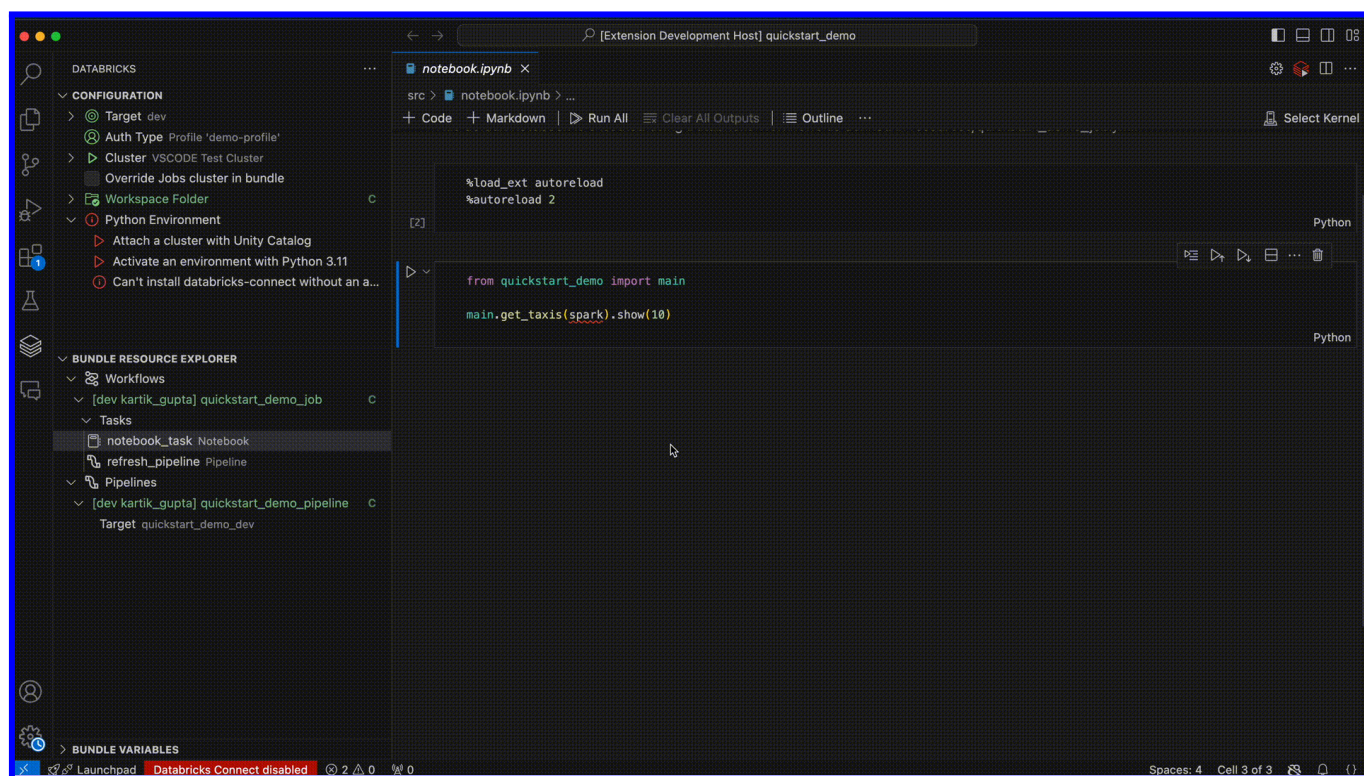 [Extension Development Host] quickstart_demo
DATABRICKS
CONFIGURATION
Target dev
Auth Type Profile 'demo-profile'
Cluster VSCODE Test Cluster
Override Jobs cluster in bundle
Workspace Folder C
Python Environment
Attach a cluster with Unity Catalog
Activate an environment with Python 3.11
Can't install databricks-connect without an a...
BUNDLE RESOURCE EXPLORER
Workflows
[dev kartik_gupta] quickstart_demo_job C
Tasks
notebook_task Notebook
refresh_pipeline Pipeline
Pipelines
[dev kartik_gupta] quickstart_demo_pipeline C
Target quickstart_demo_dev
BUNDLE VARIABLES
notebook.ipynb
src > notebook.ipynb > ...
+ Code + Markdown Run All Clear All Outputs Outline ...
Select Kernel
%load_ext autoreload
%autoreload 2
[2]
Python
from quickstart_demo import main
main.get_taxis(spark).show(10)
Python
1
Launchpad Databricks Connect disabled 2 0 0
Spaces: 4 Cell 3 of 3